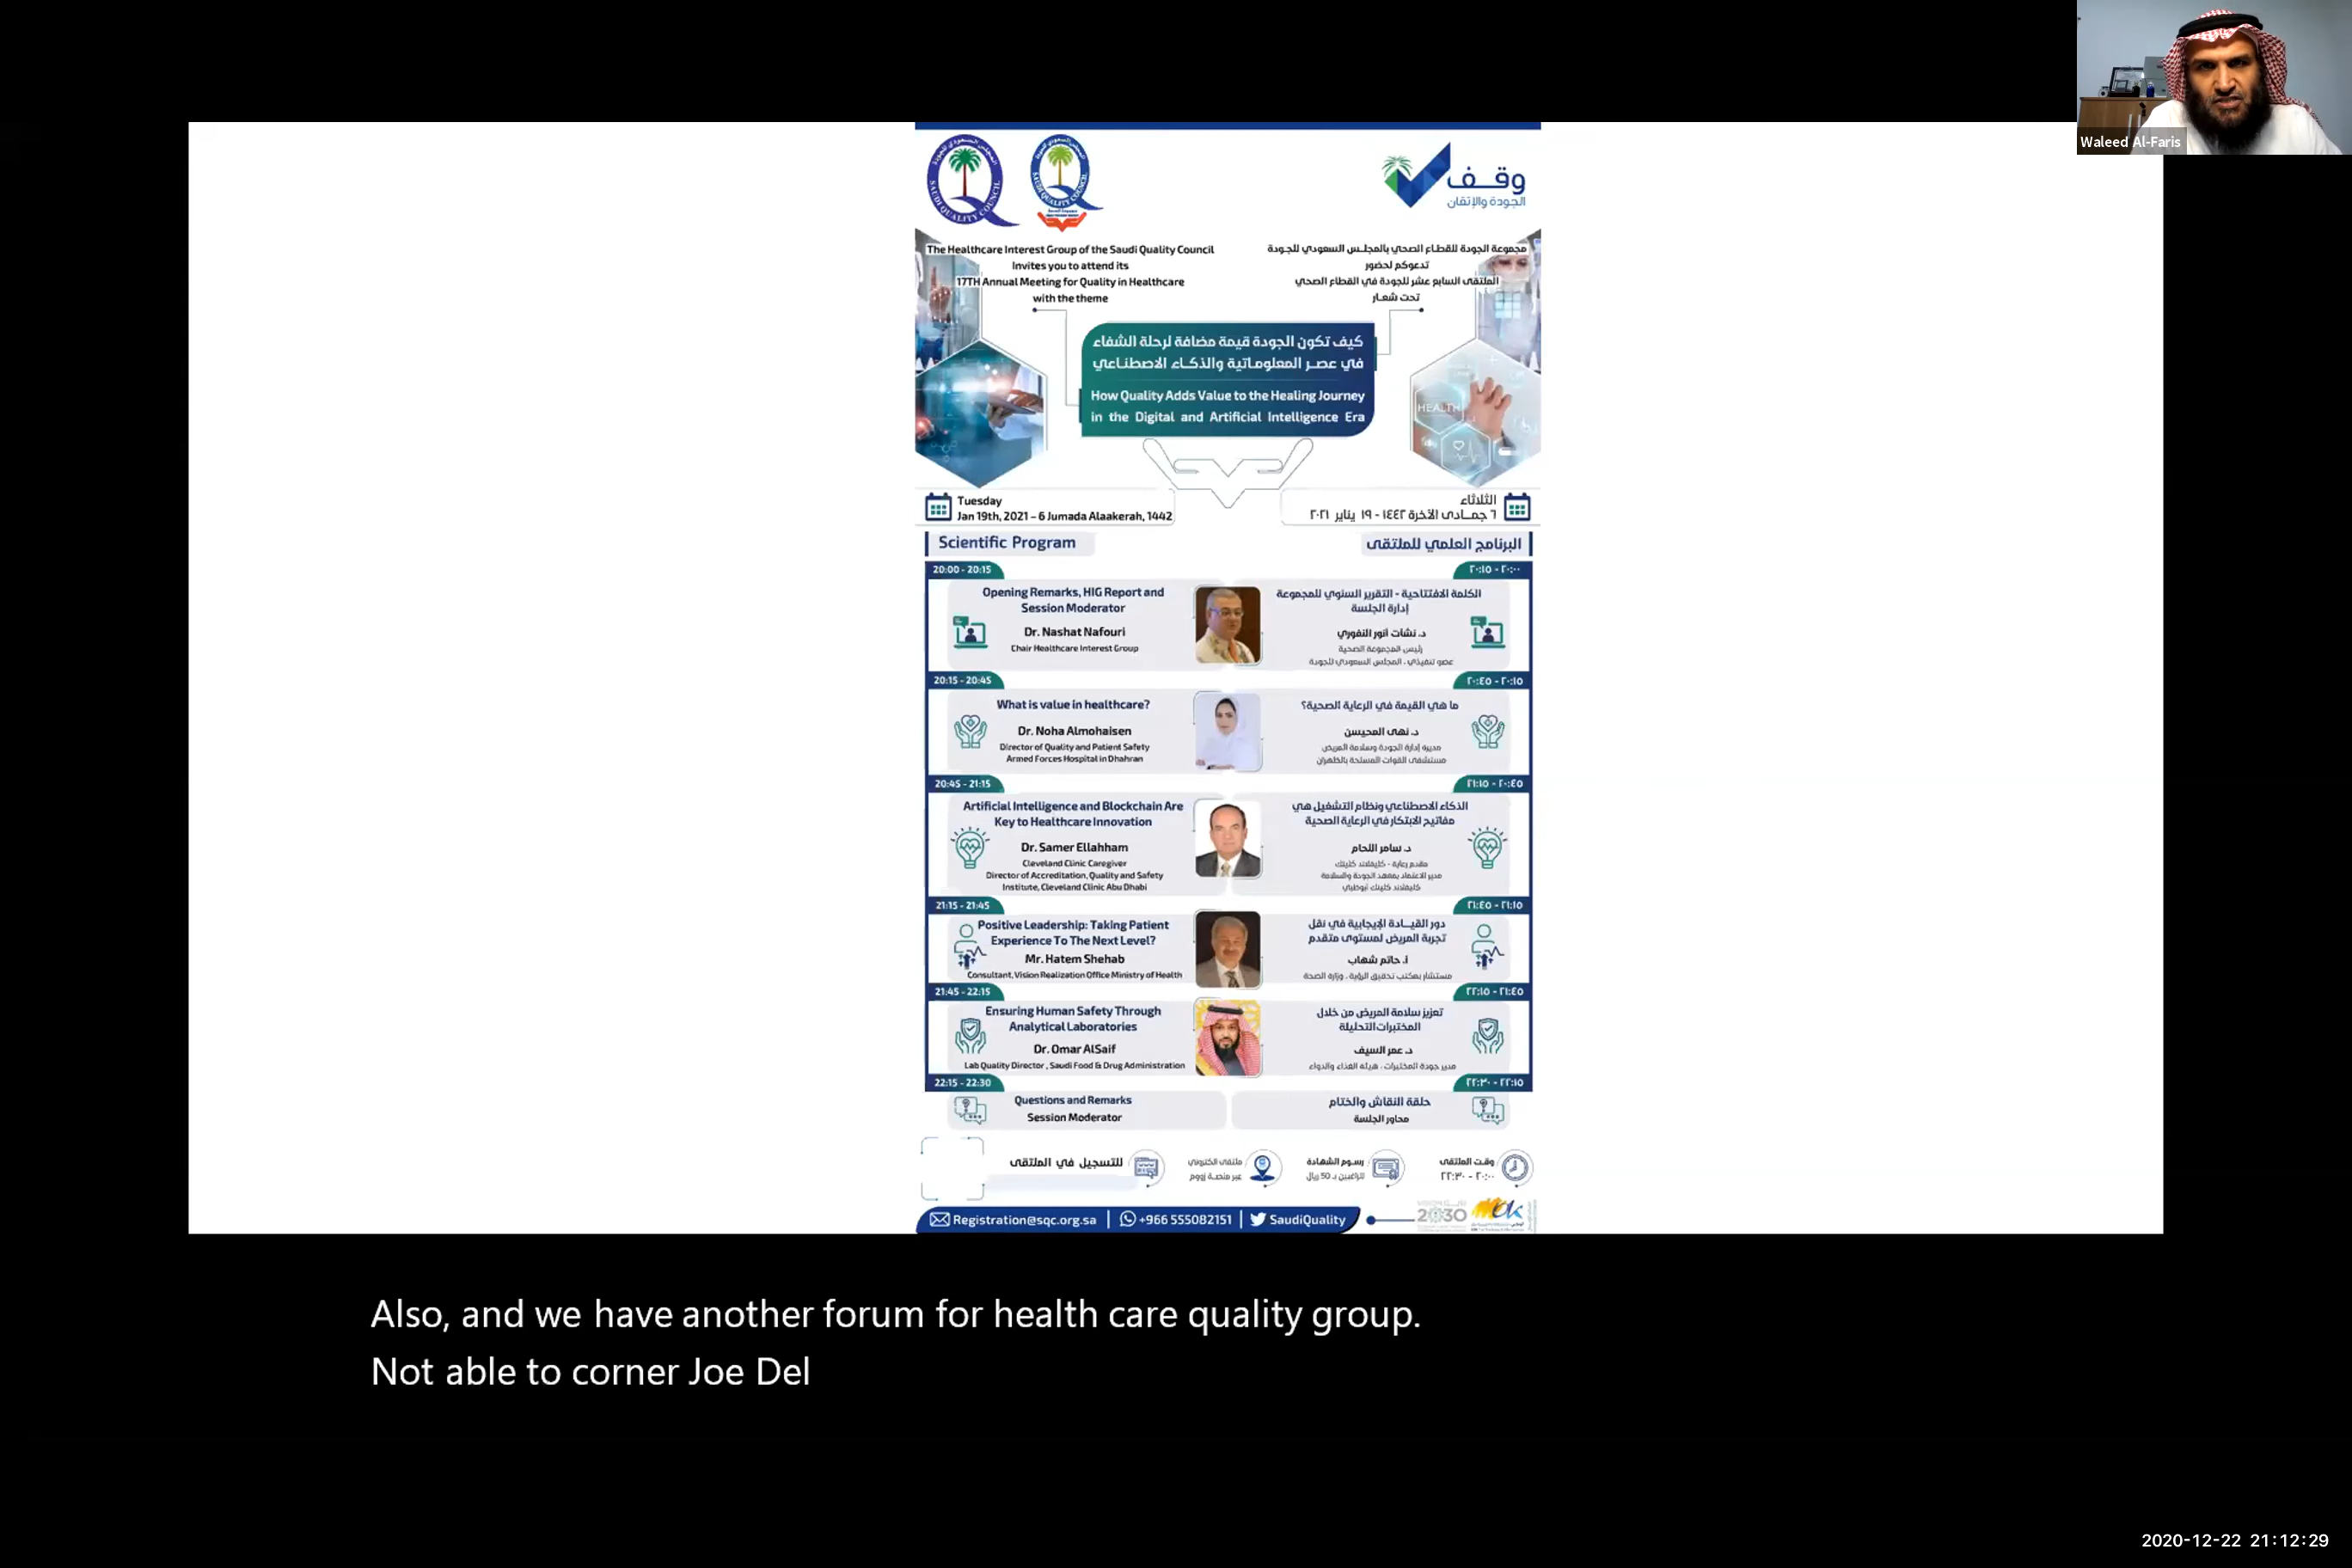 Waleed Al-Faris
SAUDI QUALITY COUNCIL
المجلس السعودي للجودة
SAUDI QUALITY COUNCIL
وقف
الجودة والإتقان
The Healthcare Interest Group of the Saudi Quality Council
Invites you to attend its
17TH Annual Meeting for Quality in Healthcare
with the theme
مجموعة الجودة للقطاع الصحي بالمجلس السعودي للجودة
تدعوكم لحضور
الملتقى السابع عشر للجودة في القطاع الصحي
تحت شعار
كيف تكون الجودة قيمة مضافة لرحلة الشفاء
في عصر المعلوماتية والذكاء الاصطناعي
How Quality Adds Value to the Healing Journey
in the Digital and Artificial Intelligence Era
HEALTH
Tuesday
Jan 19th, 2021 – 6 Jumada Alaakerah, 1442
الثلاثاء
٦ جمادى الآخرة ١٤٤٢ - ١٩ يناير ٢٠٢١
Scientific Program
البرنامج العلمي للملتقى
20:00 - 20:15
٢٠:٠٠ - ٢٠:١٥
Opening Remarks, HIG Report and
Session Moderator
Dr. Nashat Nafouri
Chair Healthcare Interest Group
الكلمة الافتتاحية - التقرير السنوي للمجموعة
إدارة الجلسة
د. نشأت أنور النفوري
رئيس المجموعة الصحية
عضو تنفيذي - المجلس السعودي للجودة
20:15 - 20:45
٢٠:١٥ - ٢٠:٤٥
What is value in healthcare?
Dr. Noha Almohaisen
Director of Quality and Patient Safety
Armed Forces Hospital in Dhahran
ما هي القيمة في الرعاية الصحية؟
د. نهى المحيسن
مديرة إدارة الجودة وسلامة المريض
مستشفى القوات المسلحة بالظهران
20:45 - 21:15
٢٠:٤٥ - ٢١:١٥
Artificial Intelligence and Blockchain Are
Key to Healthcare Innovation
Dr. Samer Ellahham
Cleveland Clinic Caregiver
Director of Accreditation, Quality and Safety
Institute, Cleveland Clinic Abu Dhabi
الذكاء الاصطناعي ونظام التشغيل هي
مفاتيح الابتكار في الرعاية الصحية
د. سامر اللحام
مقدم رعاية - كليفلاند كلينك
مدير الاعتماد بمعهد الجودة والسلامة
كليفلاند كلينك أبوظبي
21:15 - 21:45
٢١:١٥ - ٢١:٤٥
Positive Leadership: Taking Patient
Experience To The Next Level?
Mr. Hatem Shehab
Consultant, Vision Realization Office Ministry of Health
دور القيادة الإيجابية في نقل
تجربة المريض لمستوى متقدم
أ. حاتم شهاب
مستشار بمكتب تحقيق الرؤية - وزارة الصحة
21:45 - 22:15
٢١:٤٥ - ٢٢:١٥
Ensuring Human Safety Through
Analytical Laboratories
Dr. Omar AlSaif
Lab Quality Director , Saudi Food & Drug Administration
تعزيز سلامة المريض من خلال
المختبرات التحليلة
د. عمر السيف
مدير جودة المختبرات - هيئة الغذاء والدواء
22:15 - 22:30
٢٢:١٥ - ٢٢:٣٠
Questions and Remarks
Session Moderator
حلقة النقاش والختام
محاور الجلسة
وقت الملتقى
٢٠:٠٠ - ٢٢:٣٠
رسوم الشهادة
للراغبين بـ 50 ريال
ملتقى الكتروني
عبر منصة زووم
للتسجيل في الملتقى
Registration@sqc.org.sa | +966 555082151 | SaudiQuality
2030
Also, and we have another forum for health care quality group.
Not able to corner Joe Del
2020-12-22 21:12:29